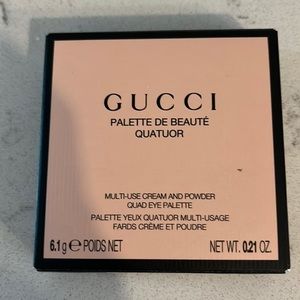 GUCCI
PALETTE DE BEAUTÉ
QUATUOR
MULTI-USE CREAM AND POWDER
QUAD EYE PALETTE
PALETTE YEUX QUATUOR MULTI-USAGE
FARDS CRÈME ET POUDRE
6.1 g ℮ POIDS NET NET WT. 0.21 OZ.